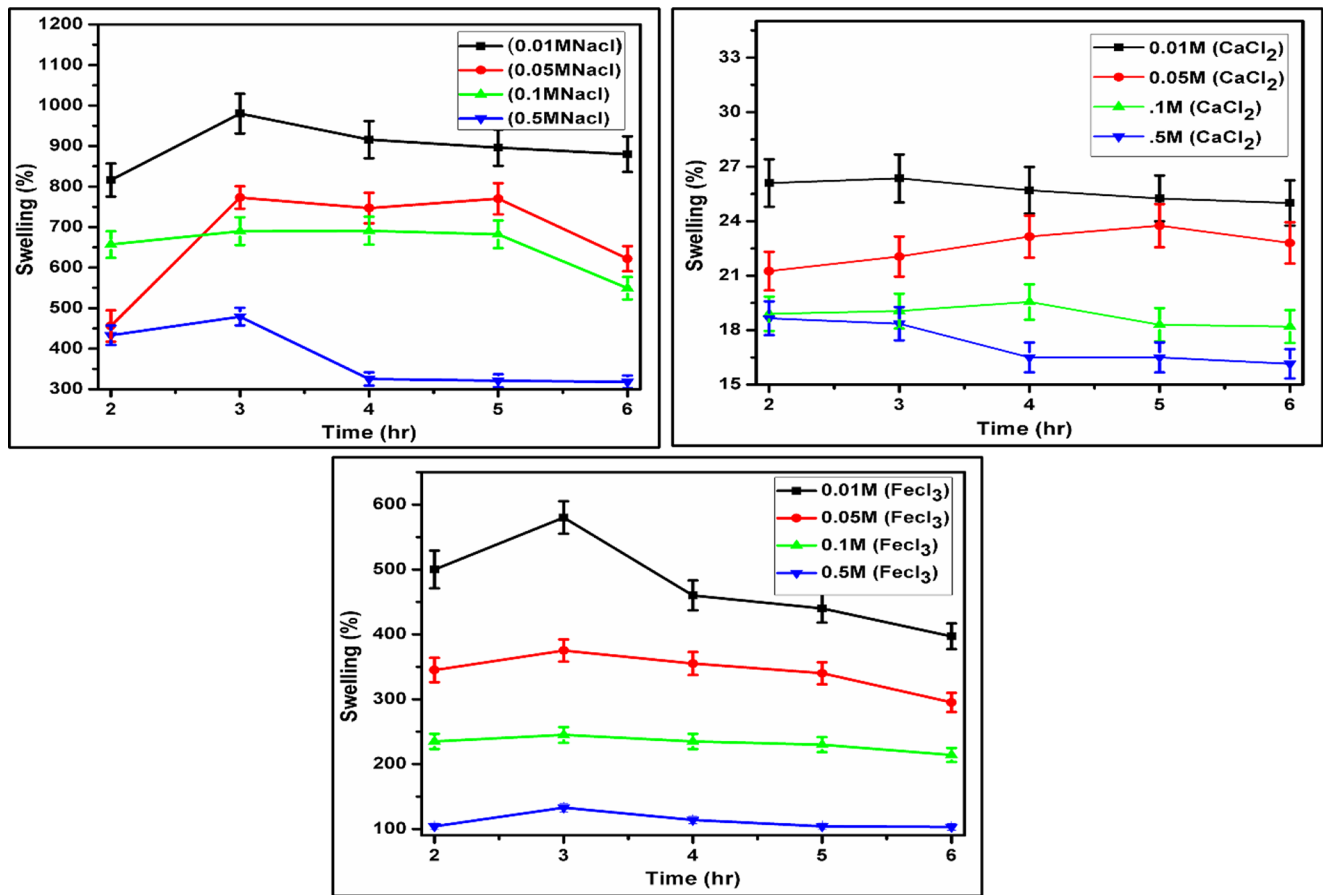 1200
1100
1000
900
800
700
600
500
400
300
2 3 4 5 6
Swelling (%)
Time (hr)
(0.01MNacl)
(0.05MNacl)
(0.1MNacl)
(0.5MNacl)
33
30
27
24
21
18
15
2 3 4 5 6
Swelling (%)
Time (hr)
0.01M (CaCl2)
0.05M (CaCl2)
.1M (CaCl2)
.5M (CaCl2)
600
500
400
300
200
100
2 3 4 5 6
Swelling (%)
Time (hr)
0.01M (Fecl3)
0.05M (Fecl3)
0.1M (Fecl3)
0.5M (Fecl3)